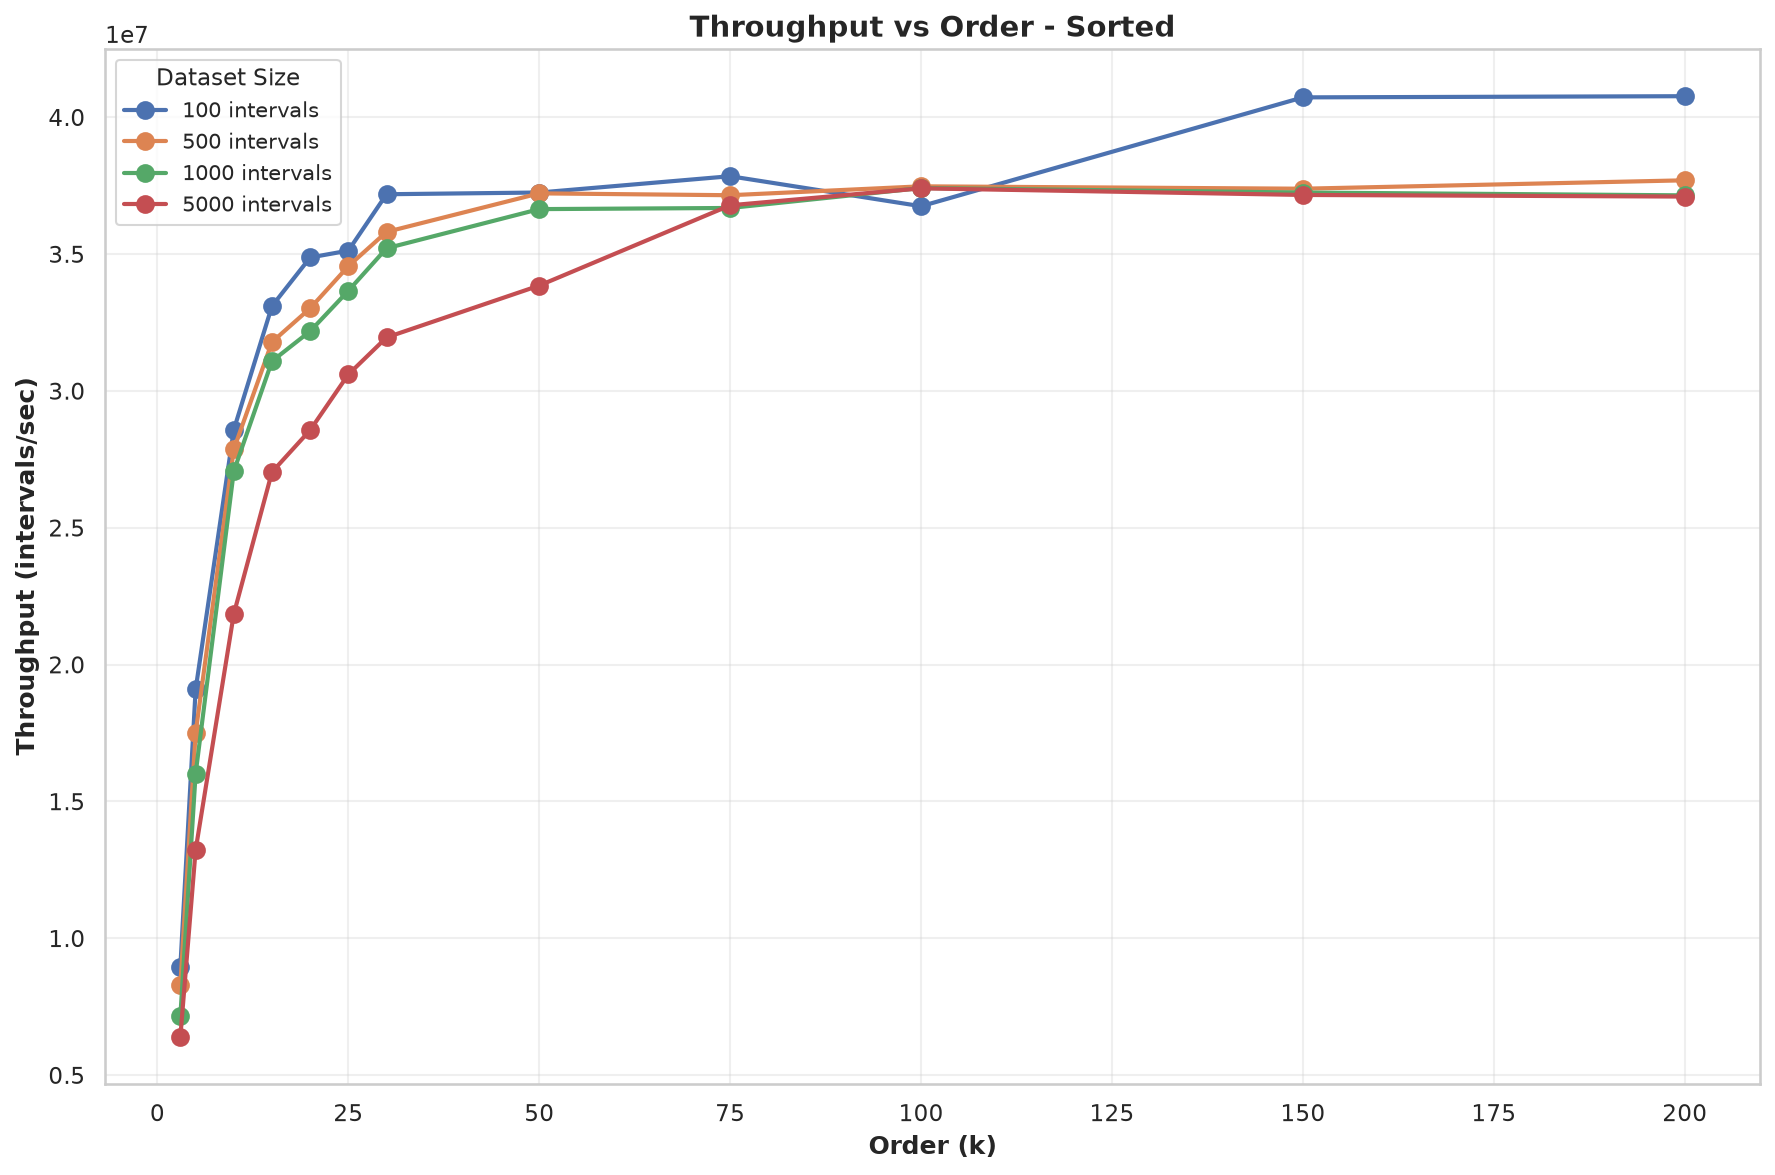 Throughput vs Order - Sorted
1e7
Dataset Size
100 intervals
500 intervals
1000 intervals
5000 intervals
Throughput (intervals/sec)
4.0
3.5
3.0
2.5
2.0
1.5
1.0
0.5
0 25 50 75 100 125 150 175 200
Order (k)